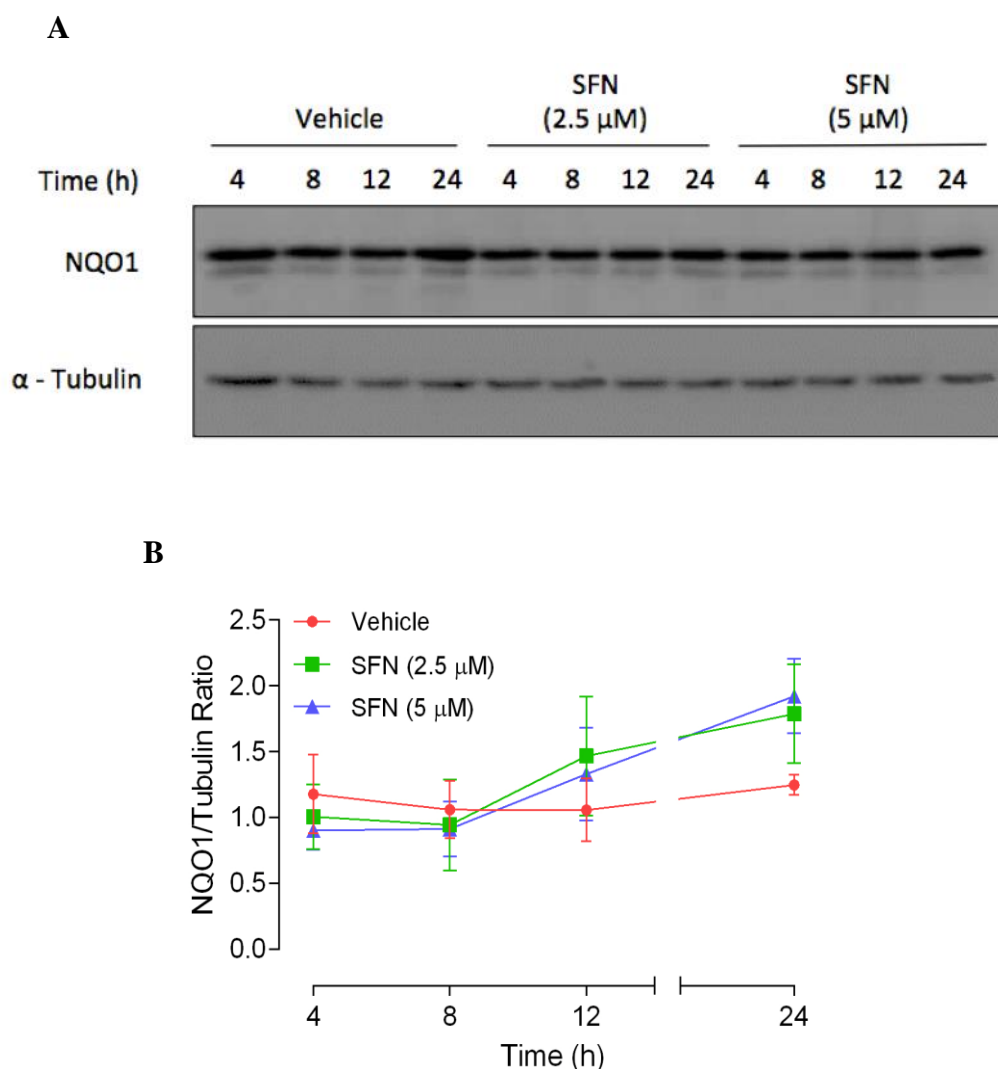 A
Vehicle SFN (2.5 μM) SFN (5 μM)
Time (h) 4 8 12 24 4 8 12 24 4 8 12 24
NQO1
α - Tubulin
B
2.5
2.0
1.5
1.0
0.5
0.0
NQO1/Tubulin Ratio
Vehicle
SFN (2.5 μM)
SFN (5 μM)
4 8 12 24
Time (h)